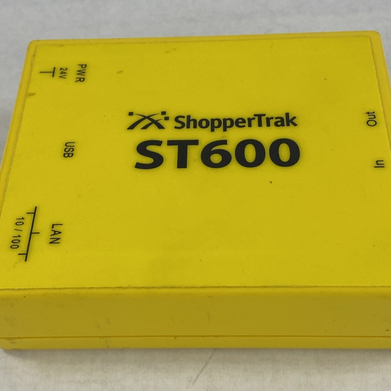 PWR
24V
USB
LAN
10/100
ShopperTrak
ST600
Out
In